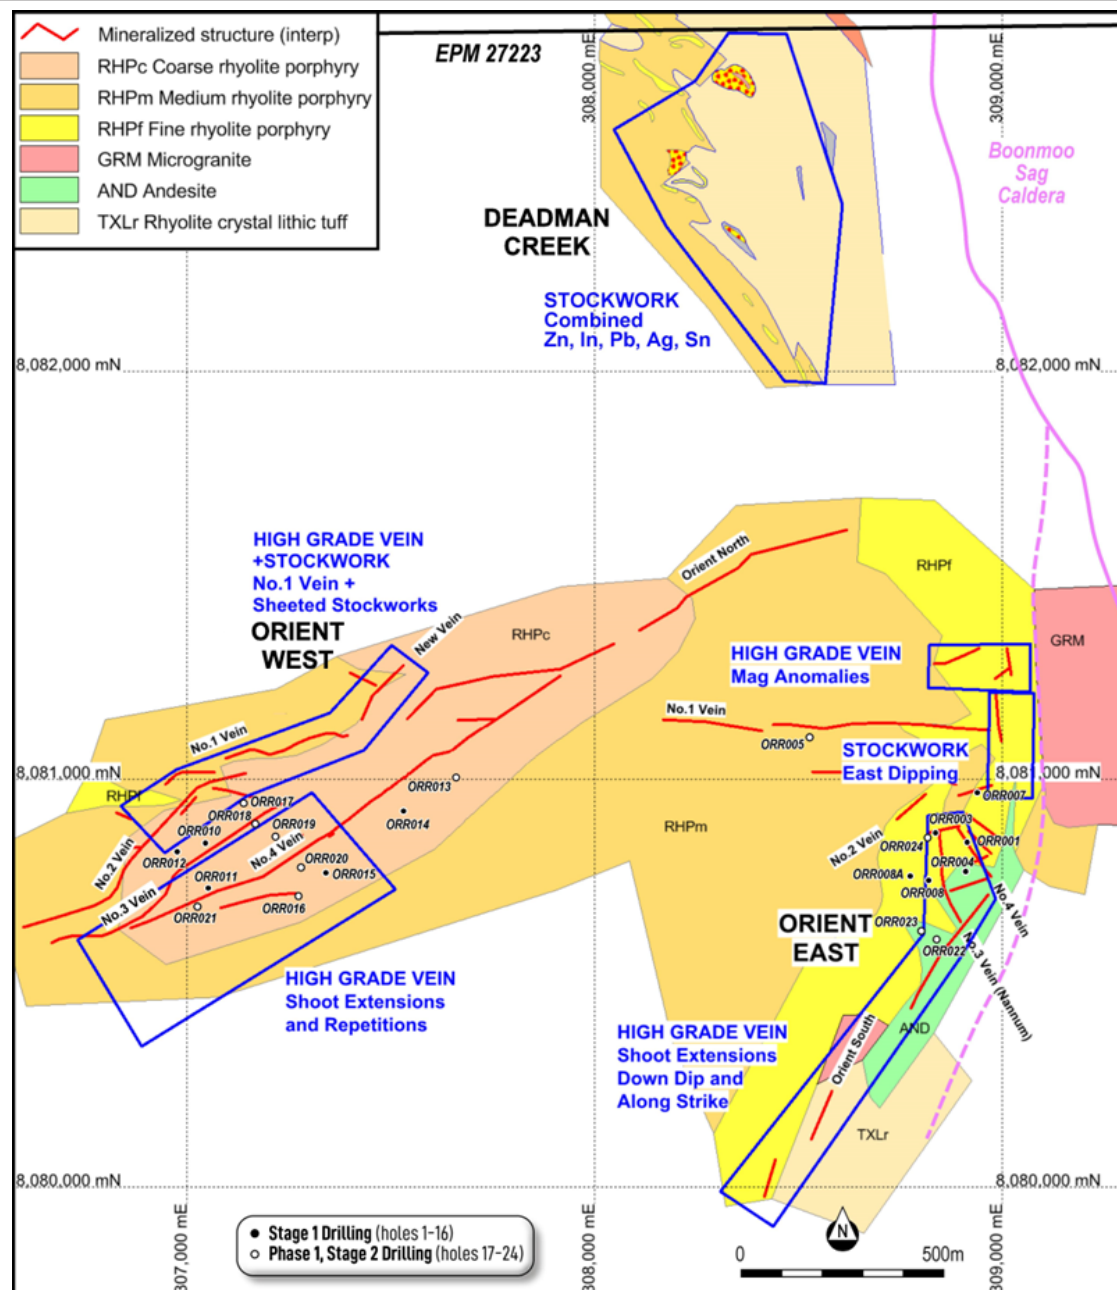 Mineralized structure (interp)
RHPc Coarse rhyolite porphyry
RHPm Medium rhyolite porphyry
RHPf Fine rhyolite porphyry
GRM Microgranite
AND Andesite
TXLr Rhyolite crystal lithic tuff
EPM 27223
308,000 mE
309,000 mE
Boonmoo
Sag
Caldera
DEADMAN
CREEK
STOCKWORK
Combined
Zn, In, Pb, Ag, Sn
8,082,000 mN
8,082,000 mN
HIGH GRADE VEIN
+STOCKWORK
No.1 Vein +
Sheeted Stockworks
ORIENT
WEST
New Vein
RHPc
Orient North
RHPf
GRM
HIGH GRADE VEIN
Mag Anomalies
No.1 Vein
No.1 Vein
ORR005
STOCKWORK
East Dipping
8,081,000 mN
8,081,000 mN
RHPf
ORR013
ORR007
ORR017
ORR018
ORR019
ORR014
ORR010
ORR012
No.2 Vein
No.4 Vein
ORR020
ORR015
ORR011
No.3 Vein
ORR021
ORR016
RHPm
No.2 Vein
ORR003
ORR024
ORR001
ORR004
ORR008A
ORR008
No.4 Vein
ORR023
ORR022
No.3 Vein (Nannum)
ORIENT
EAST
HIGH GRADE VEIN
Shoot Extensions
and Repetitions
HIGH GRADE VEIN
Shoot Extensions
Down Dip and
Along Strike
Orient South
AND
TXLr
8,080,000 mN
8,080,000 mN
307,000 mE
308,000 mE
309,000 mE
Stage 1 Drilling (holes 1-16)
Phase 1, Stage 2 Drilling (holes 17-24)
N
0
500m